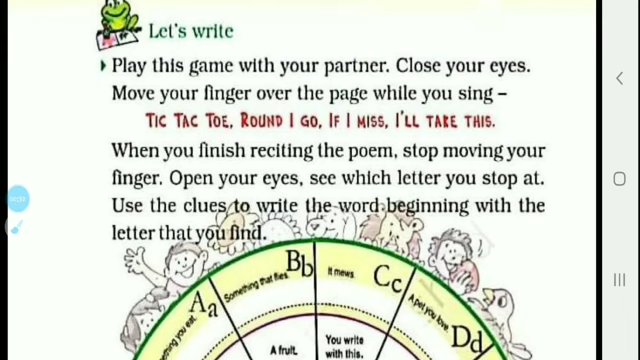 Let's write
Play this game with your partner. Close your eyes.
Move your finger over the page while you sing –
TIC TAC TOE, ROUND I GO, IF I MISS, I'LL TAKE THIS.
When you finish reciting the poem, stop moving your
finger. Open your eyes, see which letter you stop at.
Use the clues to write the word beginning with the
letter that you find.
Aa
Something that flies.
Bb
It mews
Cc
A pet you love
Dd
A fruit.
You write
with this.